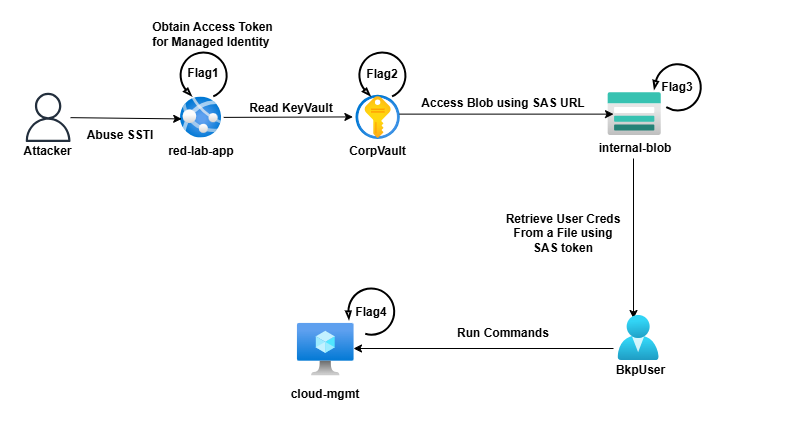 Obtain Access Token
for Managed Identity
Flag1
Flag2
Flag3
Read KeyVault
Access Blob using SAS URL
Abuse SSTI
Attacker
red-lab-app
CorpVault
internal-blob
Retrieve User Creds
From a File using
SAS token
Flag4
Run Commands
BkpUser
cloud-mgmt